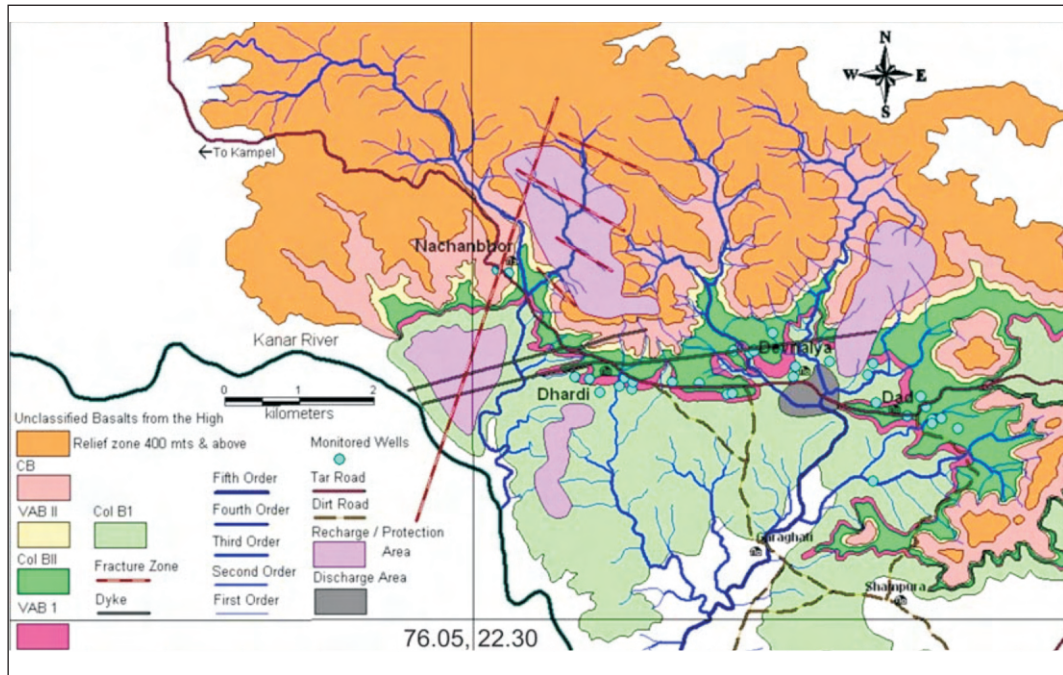 N
W E
S
←To Kampel
Nachanbhor
Kanar River
Devnalya
Dhardi
Dad
0 1 2
kilometers
Unclassified Basalts from the High
Relief zone 400 mts & above
CB
VAB II
Col BII
VAB 1
Col B1
Fracture Zone
Dyke
Fifth Order
Fourth Order
Third Order
Second Order
First Order
Monitored Wells
Tar Road
Dirt Road
Recharge / Protection
Area
Discharge Area
Shampura
76.05, 22.30